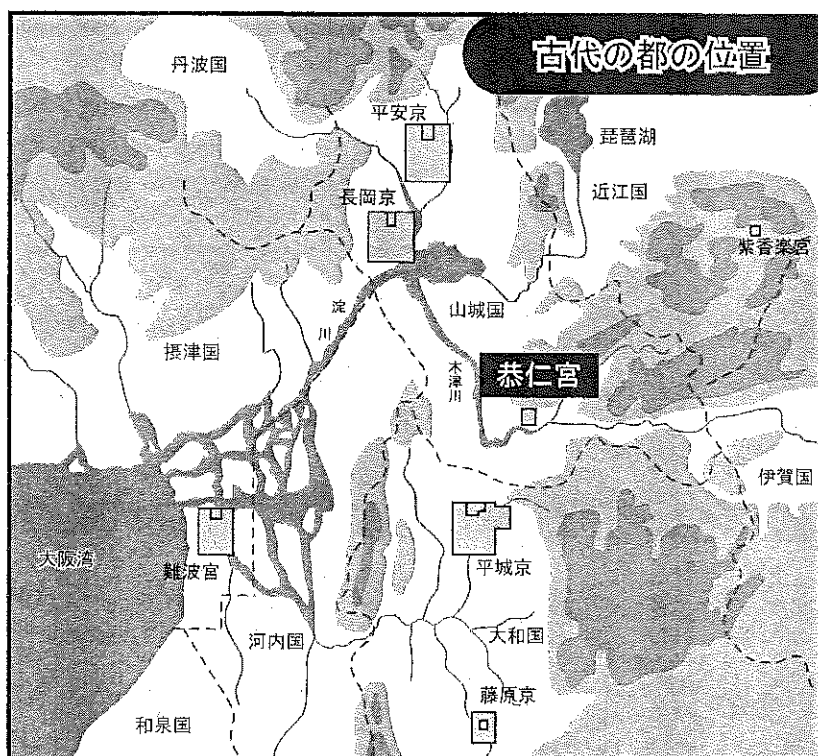 古代の都の位置
丹波国
平安京
琵琶湖
長岡京
近江国
紫香楽宮
淀川
山城国
摂津国
木津川
恭仁宮
伊賀国
大阪湾
難波宮
平城京
河内国
大和国
藤原京
和泉国